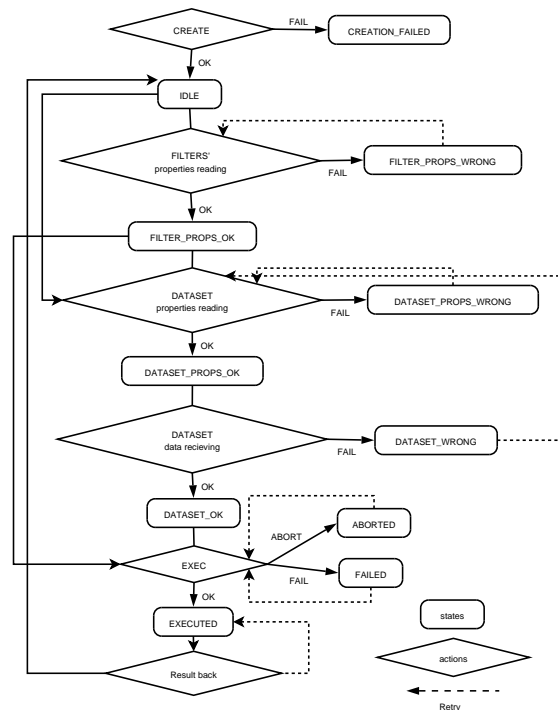 CREATE
FAIL
CREATION_FAILED
OK
IDLE
FILTERS'
properties reading
FAIL
FILTER_PROPS_WRONG
OK
FILTER_PROPS_OK
DATASET
properties reading
FAIL
DATASET_PROPS_WRONG
OK
DATASET_PROPS_OK
DATASET
data recieving
FAIL
DATASET_WRONG
OK
DATASET_OK
ABORT
ABORTED
EXEC
FAIL
FAILED
OK
EXECUTED
states
Result back
actions
Retry